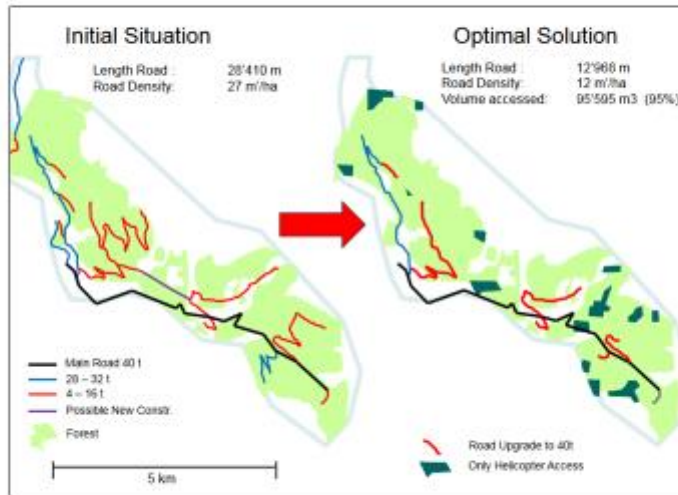 Initial Situation
Length Road : 28'410 m
Road Density: 27 m'/ha
Optimal Solution
Length Road : 12'966 m
Road Density: 12 m'/ha
Volume accessed: 95'595 m3 (95%)
Main Road 40 t
28 – 32 t
4 – 16 t
Possible New Constr.
Forest
5 km
Road Upgrade to 40t
Only Helicopter Access